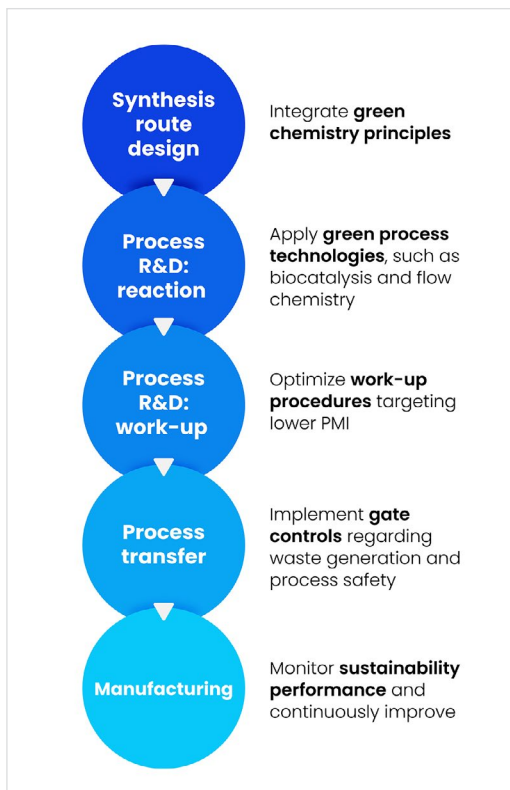 Synthesis
route
design
Integrate green
chemistry principles
Process
R&D:
reaction
Apply green process
technologies, such as
biocatalysis and flow
chemistry
Process
R&D:
work-up
Optimize work-up
procedures targeting
lower PMI
Process
transfer
Implement gate
controls regarding
waste generation and
process safety
Manufacturing
Monitor sustainability
performance and
continuously improve